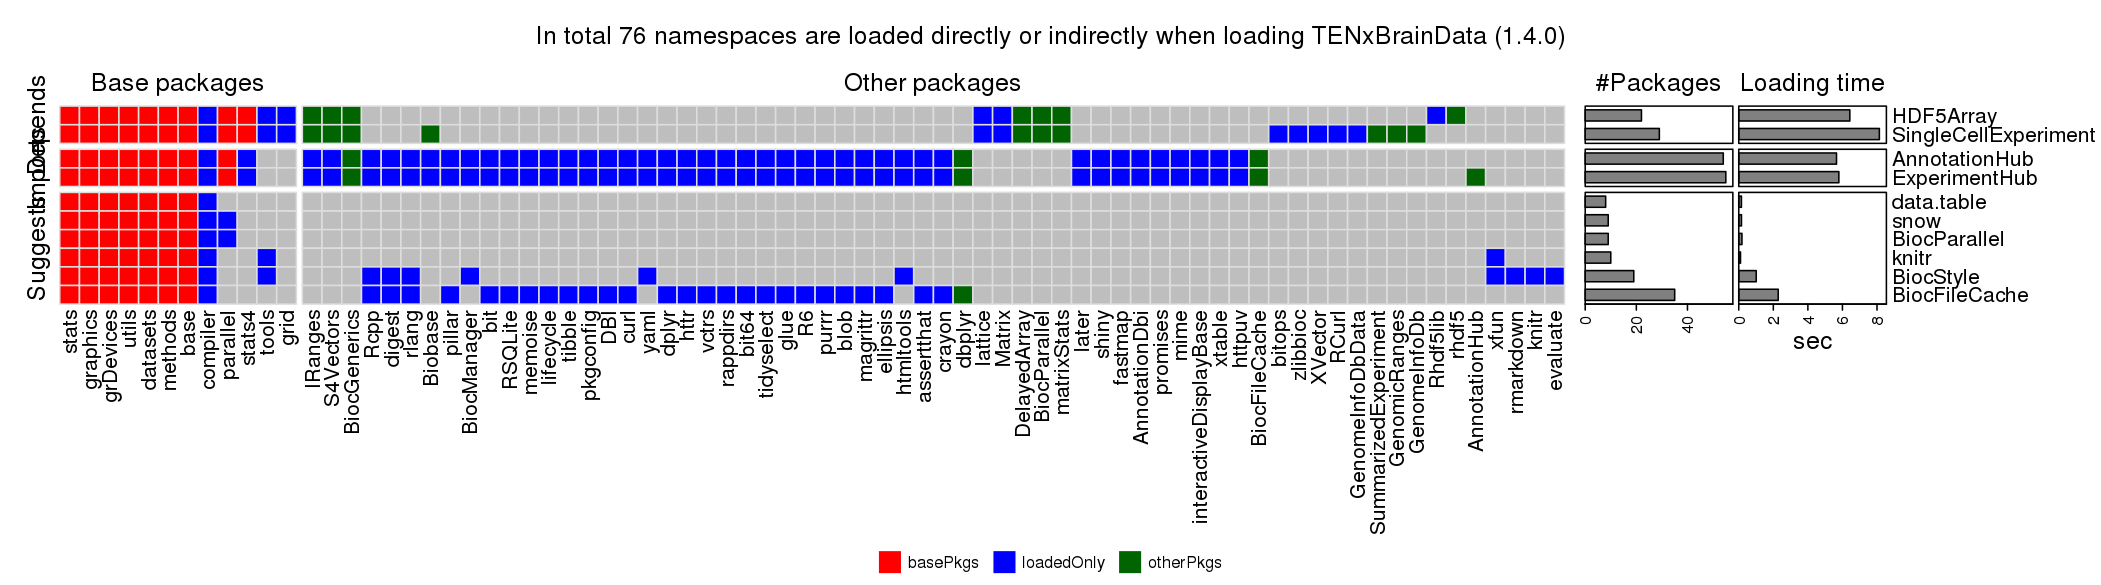 In total 76 namespaces are loaded directly or indirectly when loading TENxBrainData (1.4.0)
Base packages
Other packages
#Packages
Loading time
Depends
Imports
Suggests
HDF5Array
SingleCellExperiment
AnnotationHub
ExperimentHub
data.table
snow
BiocParallel
knitr
BiocStyle
BiocFileCache
stats
graphics
grDevices
utils
datasets
methods
base
compiler
parallel
stats4
tools
grid
IRanges
S4Vectors
BiocGenerics
Rcpp
digest
rlang
Biobase
pillar
BiocManager
bit
RSQLite
memoise
lifecycle
tibble
pkgconfig
DBI
curl
yaml
dplyr
httr
vctrs
rappdirs
bit64
tidyselect
glue
R6
purrr
blob
magrittr
ellipsis
htmltools
assertthat
crayon
dbplyr
lattice
Matrix
DelayedArray
BiocParallel
matrixStats
later
shiny
fastmap
AnnotationDbi
promises
mime
interactiveDisplayBase
xtable
httpuv
BiocFileCache
bitops
zlibbioc
XVector
RCurl
GenomeInfoDbData
SummarizedExperiment
GenomicRanges
GenomeInfoDb
Rhdf5lib
rhdf5
AnnotationHub
xfun
rmarkdown
knitr
evaluate
0
20
40
0
2
4
6
8
sec
basePkgs
loadedOnly
otherPkgs